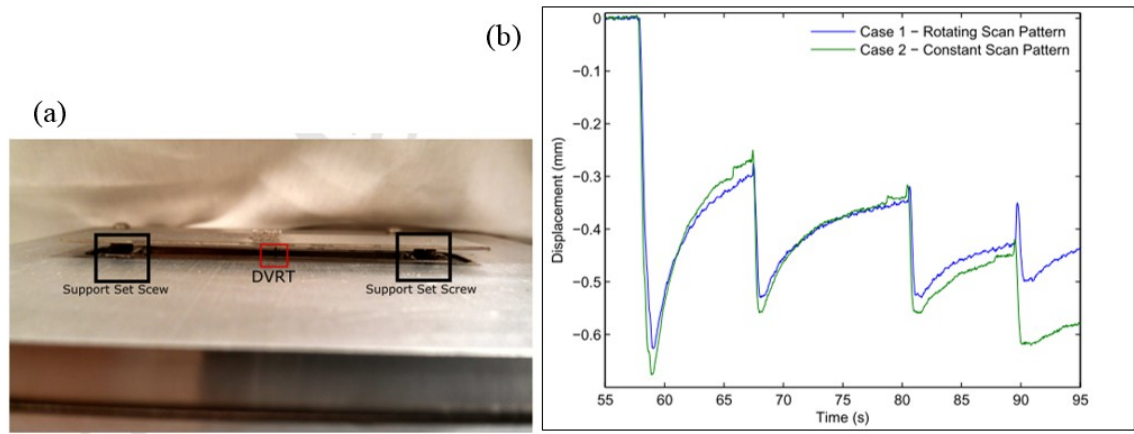 (a)
Support Set Scew
DVRT
Support Set Screw
(b)
0
−0.1
−0.2
−0.3
−0.4
−0.5
−0.6
Displacement (mm)
Case 1 − Rotating Scan Pattern
Case 2 − Constant Scan Pattern
55 60 65 70 75 80 85 90 95
Time (s)